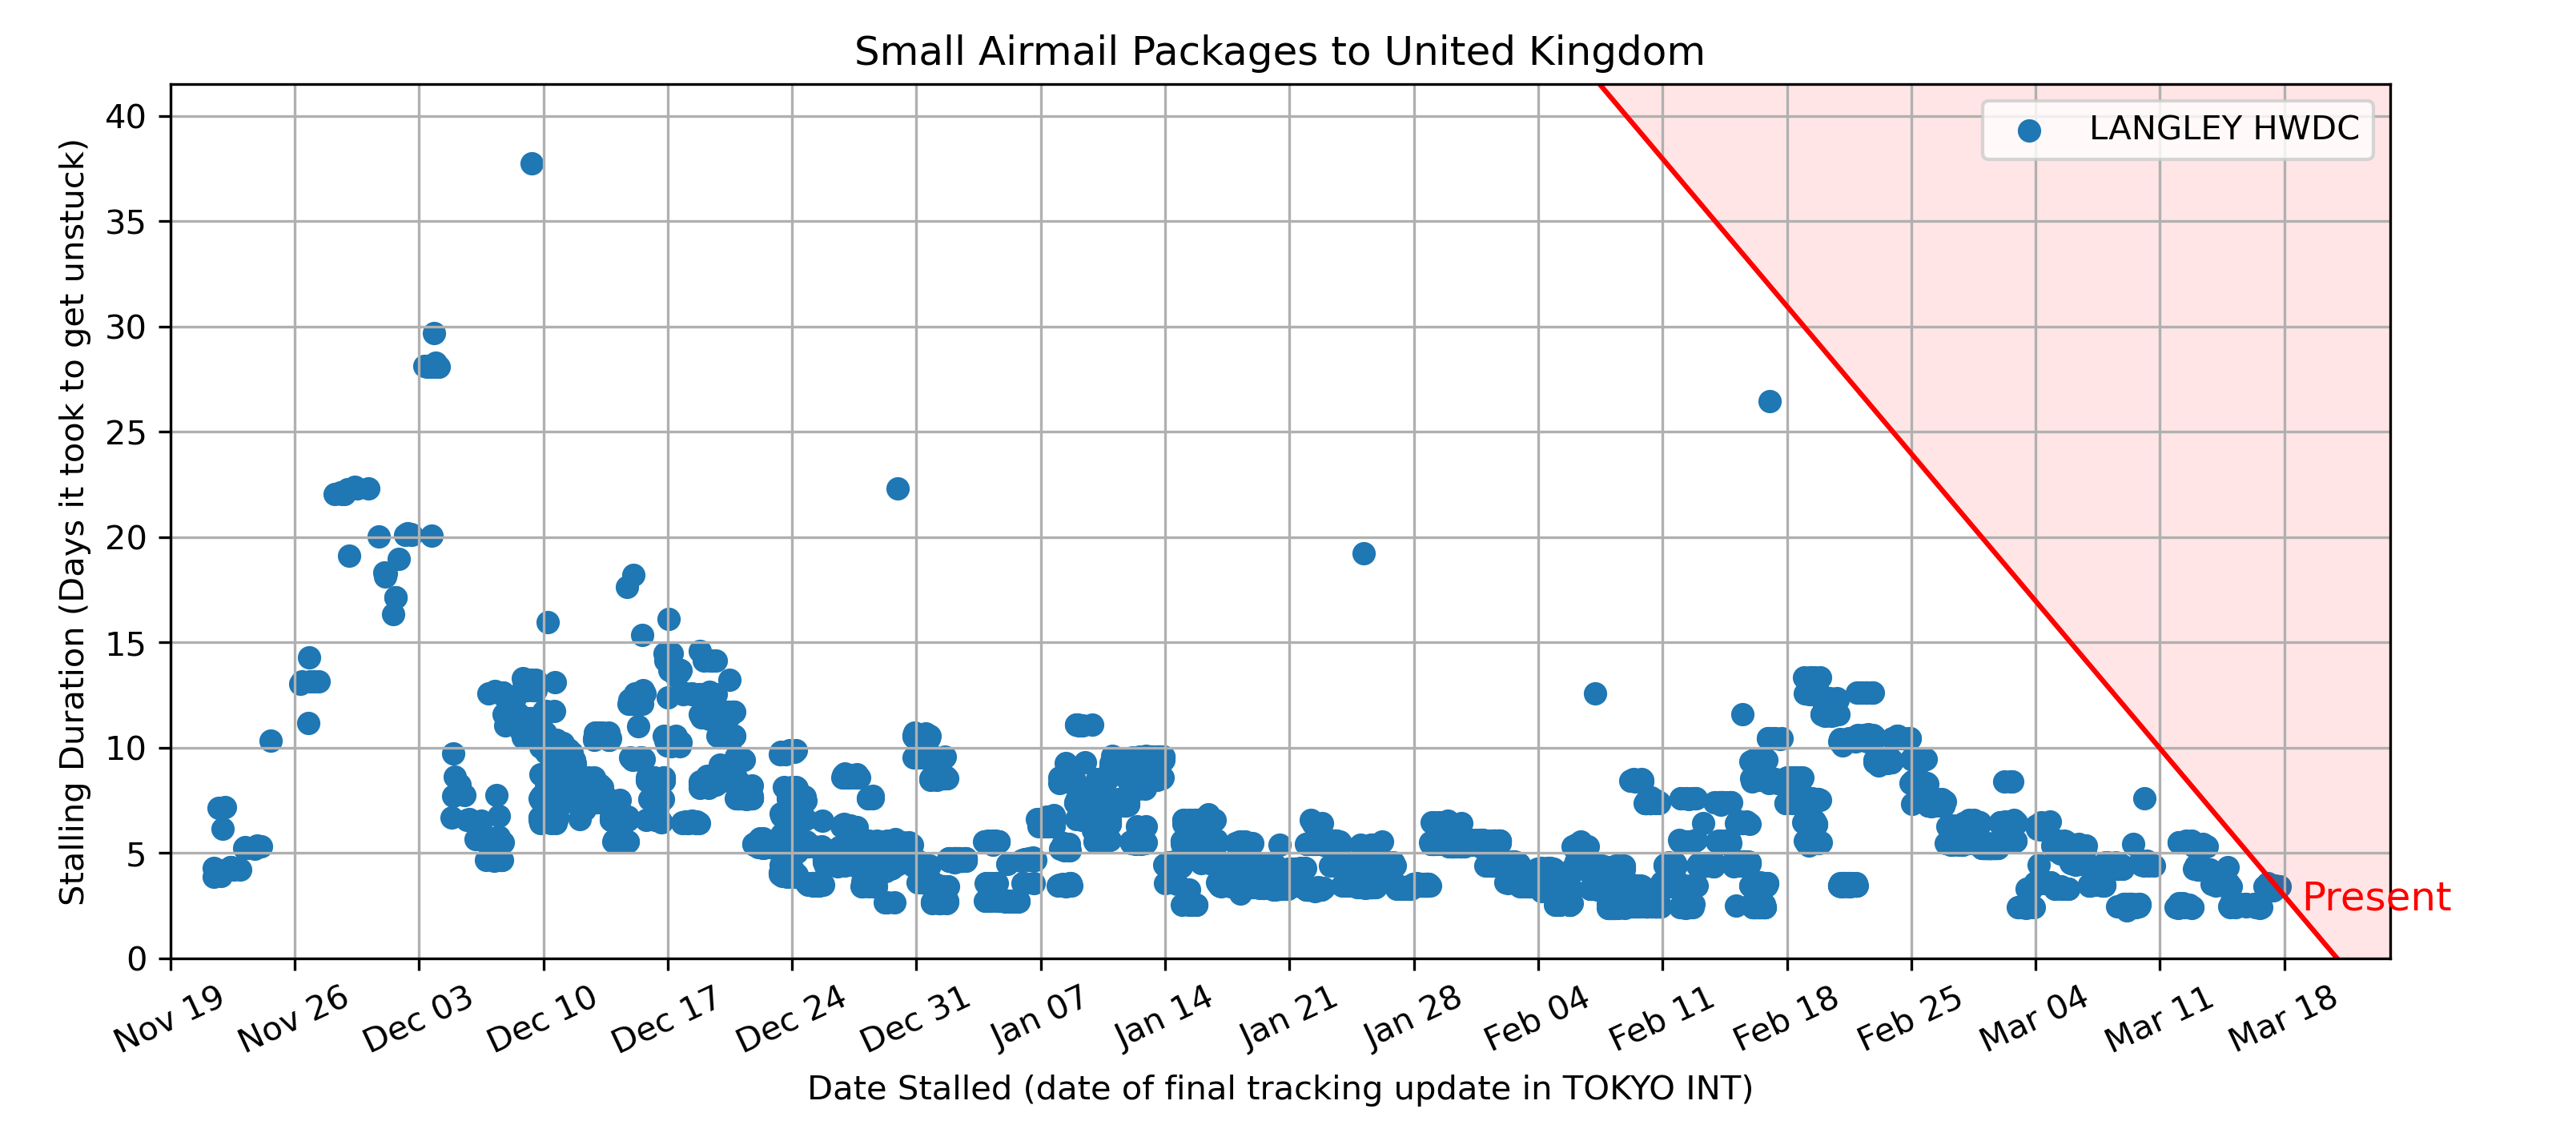 Small Airmail Packages to United Kingdom
LANGLEY HWDC
Stalling Duration (Days it took to get unstuck)
40
35
30
25
20
15
10
5
0
Present
Nov 19
Nov 26
Dec 03
Dec 10
Dec 17
Dec 24
Dec 31
Jan 07
Jan 14
Jan 21
Jan 28
Feb 04
Feb 11
Feb 18
Feb 25
Mar 04
Mar 11
Mar 18
Date Stalled (date of final tracking update in TOKYO INT)